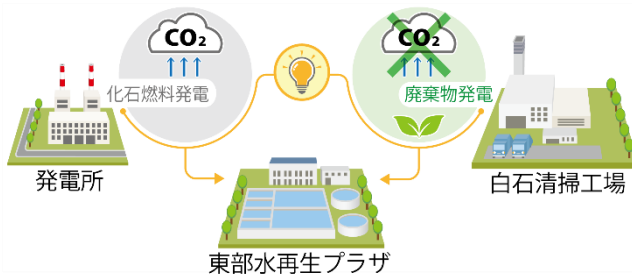 CO₂
CO₂
化石燃料発電
廃棄物発電
発電所
白石清掃工場
東部水再生プラザ